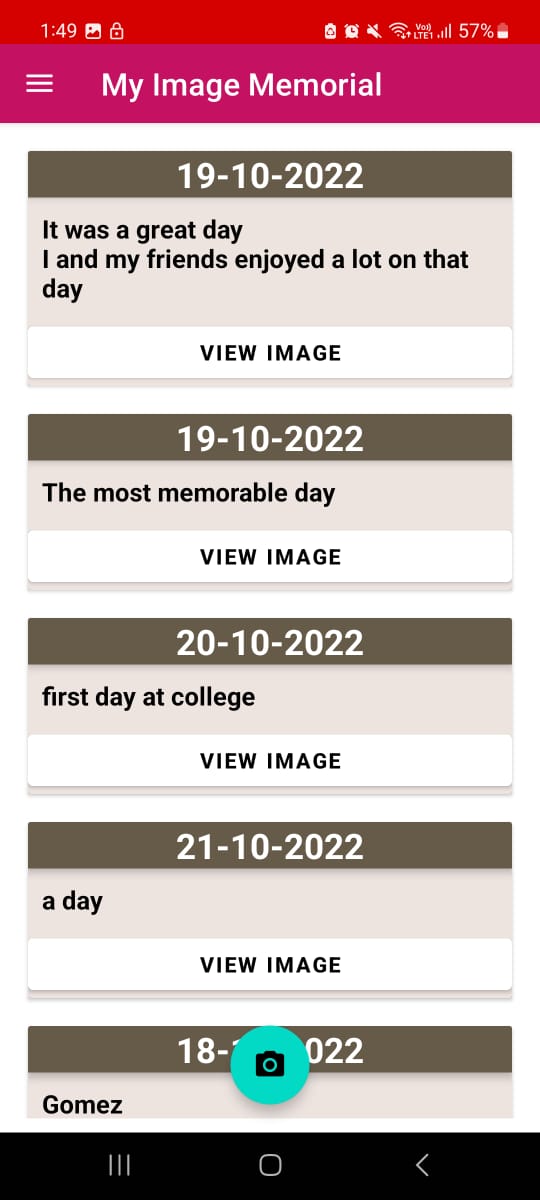 1:49 Vo)) LTE1 57%
My Image Memorial
19-10-2022
It was a great day
I and my friends enjoyed a lot on that
day
VIEW IMAGE
19-10-2022
The most memorable day
VIEW IMAGE
20-10-2022
first day at college
VIEW IMAGE
21-10-2022
a day
VIEW IMAGE
18- 022
Gomez